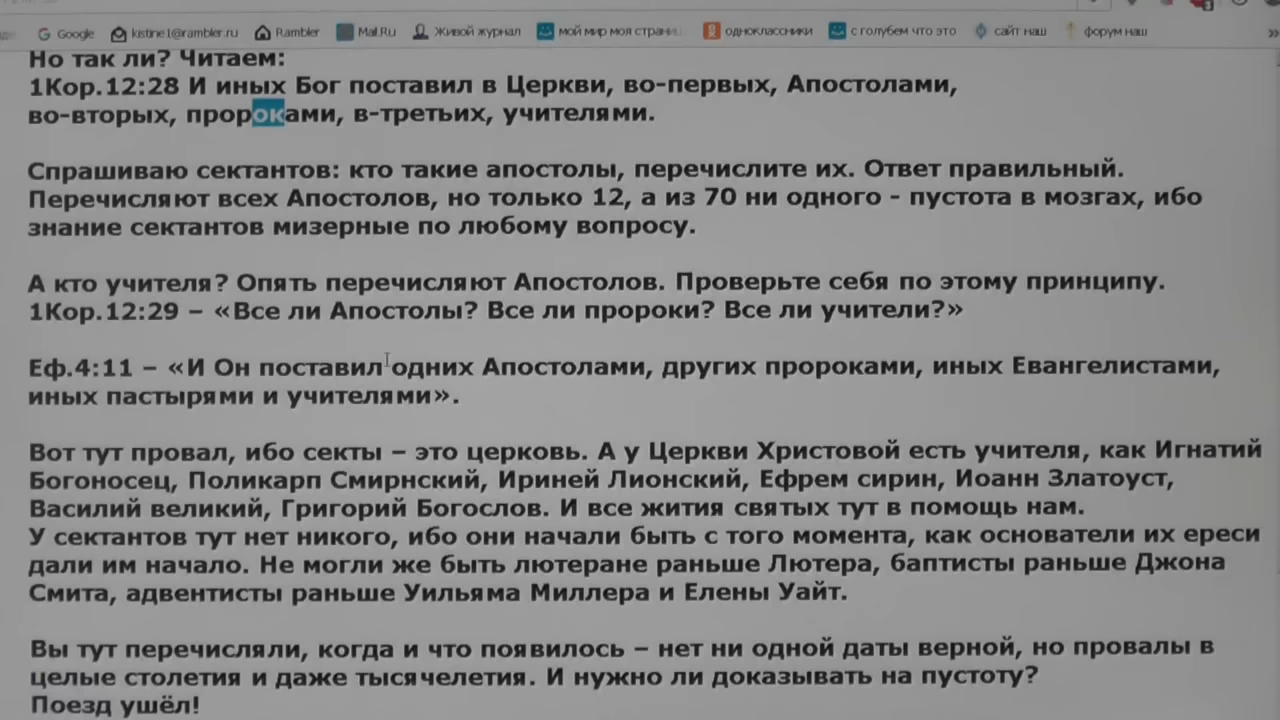 Google kistine1@rambler.ru Rambler Mail.Ru Живой журнал мой мир моя страни одноклассники с голубем что это сайт наш форум наш »
Но так ли? Читаем:
1Кор.12:28 И иных Бог поставил в Церкви, во-первых, Апостолами,
во-вторых, пророками, в-третьих, учителями.
Спрашиваю сектантов: кто такие апостолы, перечислите их. Ответ правильный.
Перечисляют всех Апостолов, но только 12, а из 70 ни одного - пустота в мозгах, ибо
знание сектантов мизерные по любому вопросу.
А кто учителя? Опять перечисляют Апостолов. Проверьте себя по этому принципу.
1Кор.12:29 – «Все ли Апостолы? Все ли пророки? Все ли учители?»
Еф.4:11 – «И Он поставил одних Апостолами, других пророками, иных Евангелистами,
иных пастырями и учителями».
Вот тут провал, ибо секты – это церковь. А у Церкви Христовой есть учителя, как Игнатий
Богоносец, Поликарп Смирнский, Ириней Лионский, Ефрем сирин, Иоанн Златоуст,
Василий великий, Григорий Богослов. И все жития святых тут в помощь нам.
У сектантов тут нет никого, ибо они начали быть с того момента, как основатели их ереси
дали им начало. Не могли же быть лютеране раньше Лютера, баптисты раньше Джона
Смита, адвентисты раньше Уильяма Миллера и Елены Уайт.
Вы тут перечисляли, когда и что появилось – нет ни одной даты верной, но провалы в
целые столетия и даже тысячелетия. И нужно ли доказывать на пустоту?
Поезд ушёл!